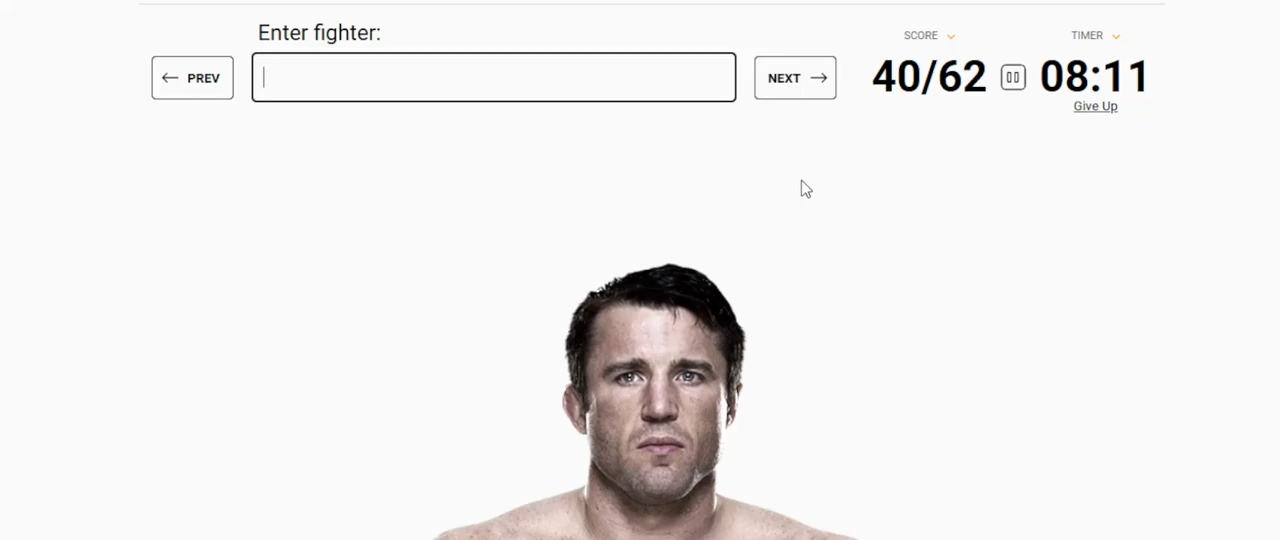 Enter fighter:
PREV
NEXT
SCORE
40/62
TIMER
08:11
Give Up